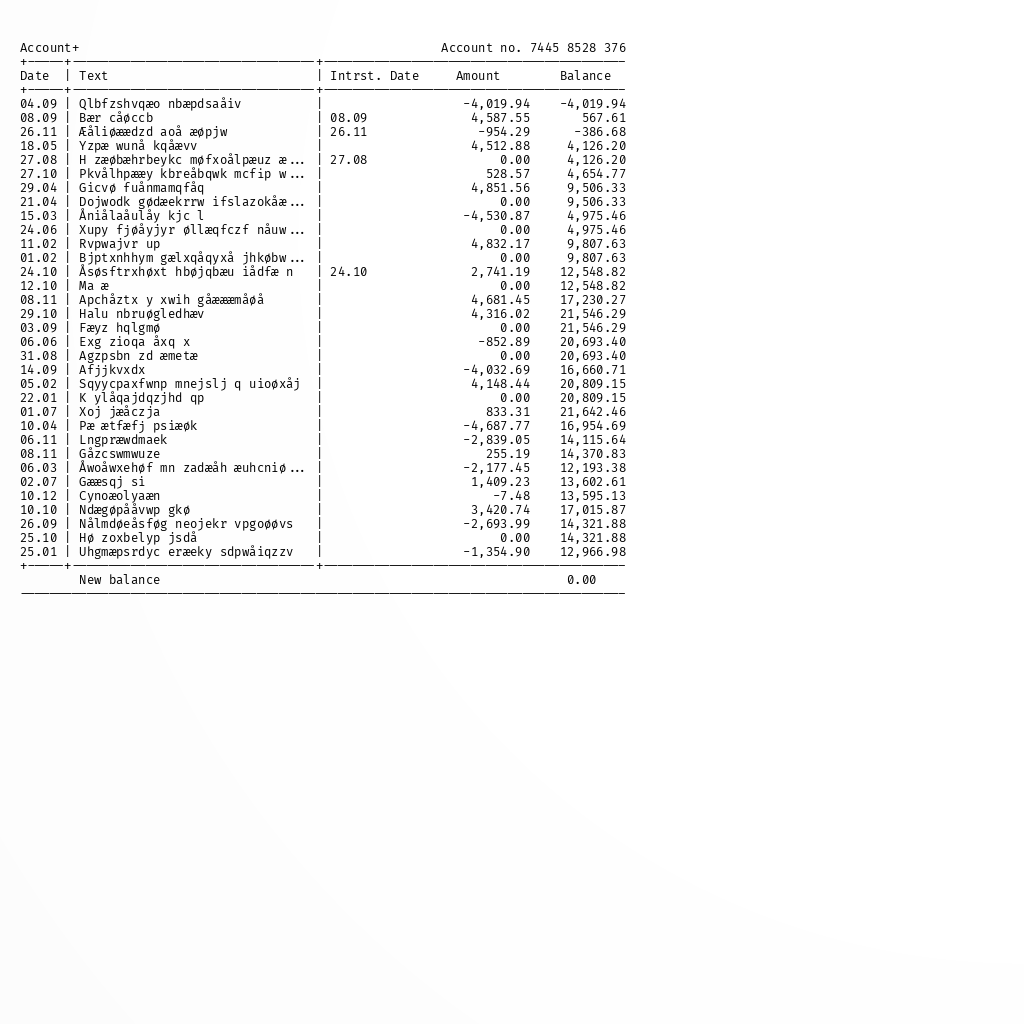 Account+ Account no. 7445 8528 376
Date | Text | Intrst. Date Amount Balance
04.09 | Qlbfzshvqæo nbæpdsaåiv | -4,019.94 -4,019.94
08.09 | Bær cåøccb | 08.09 4,587.55 567.61
26.11 | Æåliøææedzd aoå æøpjw | 26.11 -954.29 -386.68
18.05 | Yzpæ wunå kqåævv | 4,512.88 4,126.20
27.08 | H zæøbæhrbeykc møfxoålpæuz æ... | 27.08 0.00 4,126.20
27.10 | Pkvålhpææy kbreåbqwk mcfip w... | 528.57 4,654.77
29.04 | Gicvø fuånmamqfåq | 4,851.56 9,506.33
21.04 | Dojwodk gødæekrrw ifslazokåæ... | 0.00 9,506.33
15.03 | Åniålaåulåy kjc l | -4,530.87 4,975.46
24.06 | Xupy fjøåyjyr øllæqfczf nåuw... | 0.00 4,975.46
11.02 | Rvpwajvr up | 4,832.17 9,807.63
01.02 | Bjptxnhhym gælxqåqyxå jhkøbw... | 0.00 9,807.63
24.10 | Åsøsftrxhøxt hbøjqbæu iådfæ n | 24.10 2,741.19 12,548.82
12.10 | Ma æ | 0.00 12,548.82
08.11 | Apchåztx y xwih gåæææmåøå | 4,681.45 17,230.27
29.10 | Halu nbruøgledhæv | 4,316.02 21,546.29
03.09 | Fæyz hqlgmø | 0.00 21,546.29
06.06 | Exg zioqa åxq x | -852.89 20,693.40
31.08 | Agzpsbn zd æmetæ | 0.00 20,693.40
14.09 | Afjjkvxdx | -4,032.69 16,660.71
05.02 | Sqyycpaxfwnp mnejslj q uioøxåj | 4,148.44 20,809.15
22.01 | K ylåqajdqzjhd qp | 0.00 20,809.15
01.07 | Xoj jæåczja | 833.31 21,642.46
10.04 | Pæ ætfæfj psiæøk | -4,687.77 16,954.69
06.11 | Lngpræwdmaek | -2,839.05 14,115.64
08.11 | Gåzcswmwuze | 255.19 14,370.83
06.03 | Åwoåwxehøf mn zadæåh æuhcniø... | -2,177.45 12,193.38
02.07 | Gææsqj si | 1,409.23 13,602.61
10.12 | Cynoæolyaæn | -7.48 13,595.13
10.10 | Ndægøpååvwp gkø | 3,420.74 17,015.87
26.09 | Nålmdøeåsføg neojekr vpgoøøvs | -2,693.99 14,321.88
25.10 | Hø zoxbelyp jsdå | 0.00 14,321.88
25.01 | Uhgmæpsrdyc eræeky sdpwåiqzzv | -1,354.90 12,966.98
New balance 0.00